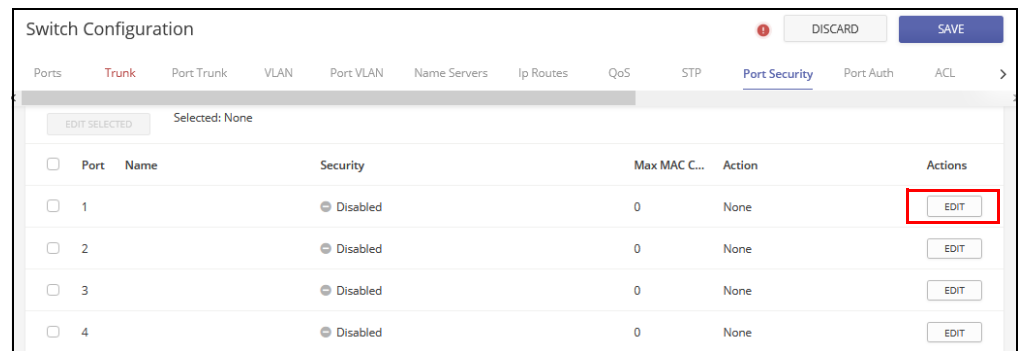 Switch Configuration
DISCARD
SAVE
Ports Trunk Port Trunk VLAN Port VLAN Name Servers Ip Routes QoS STP Port Security Port Auth ACL
EDIT SELECTED Selected: None
Port Name Security Max MAC C... Action Actions
1 Disabled 0 None EDIT
2 Disabled 0 None EDIT
3 Disabled 0 None EDIT
4 Disabled 0 None EDIT